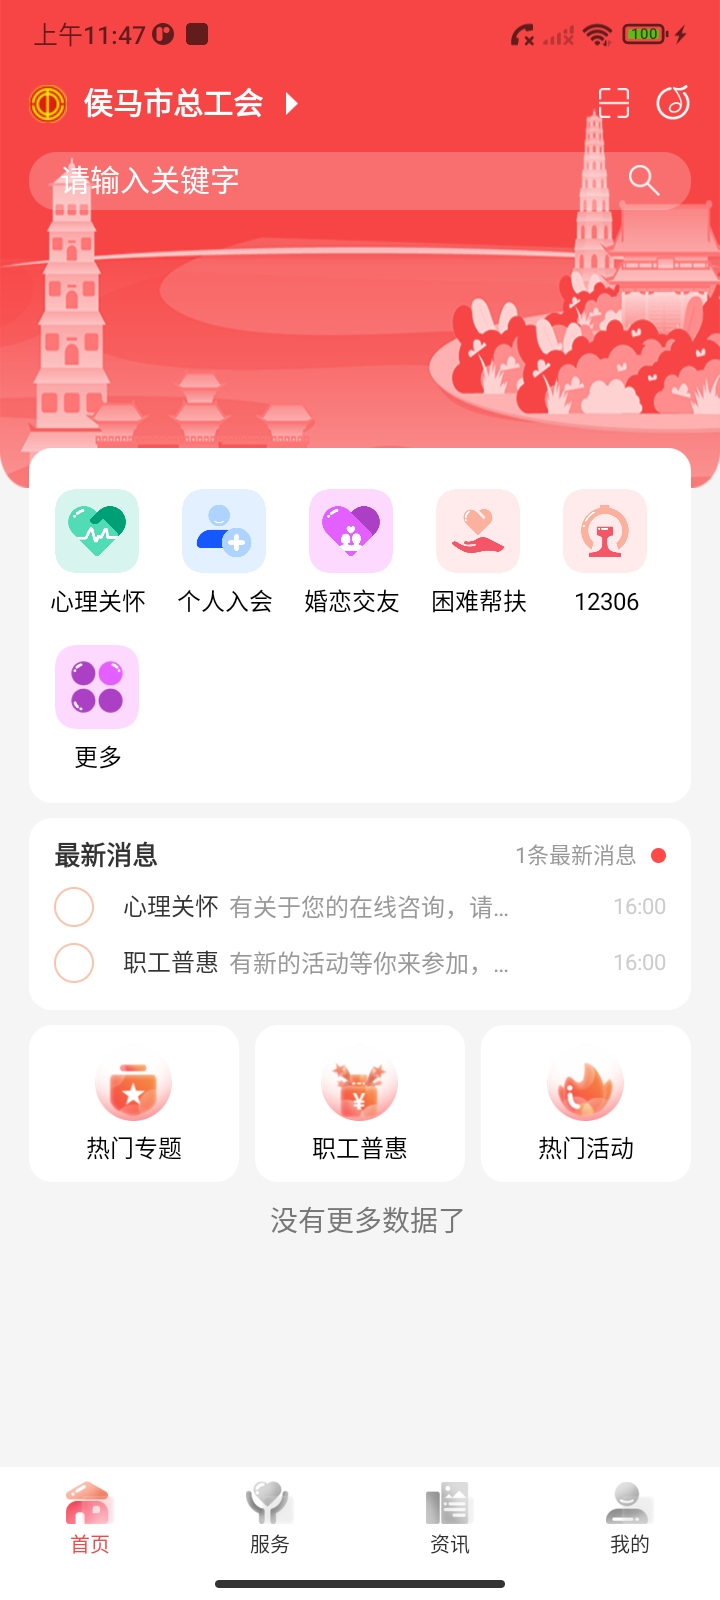 上午11:47
100
侯马市总工会
请输入关键字
心理关怀 个人入会 婚恋交友 困难帮扶 12306
更多
最新消息 1条最新消息
心理关怀 有关于您的在线咨询，请... 16:00
职工普惠 有新的活动等你来参加，... 16:00
热门专题 职工普惠 热门活动
没有更多数据了
首页 服务 资讯 我的